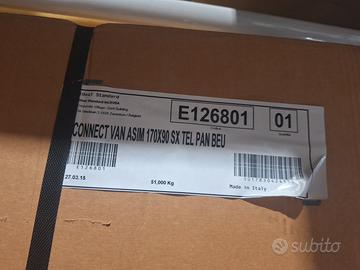 Ideal Standard
E126801
01
CONNECT VAN ASIM 170X90 SX TEL PAN BEU
E126801
27.03.15
51,000 Kg
Made in Italy
subito